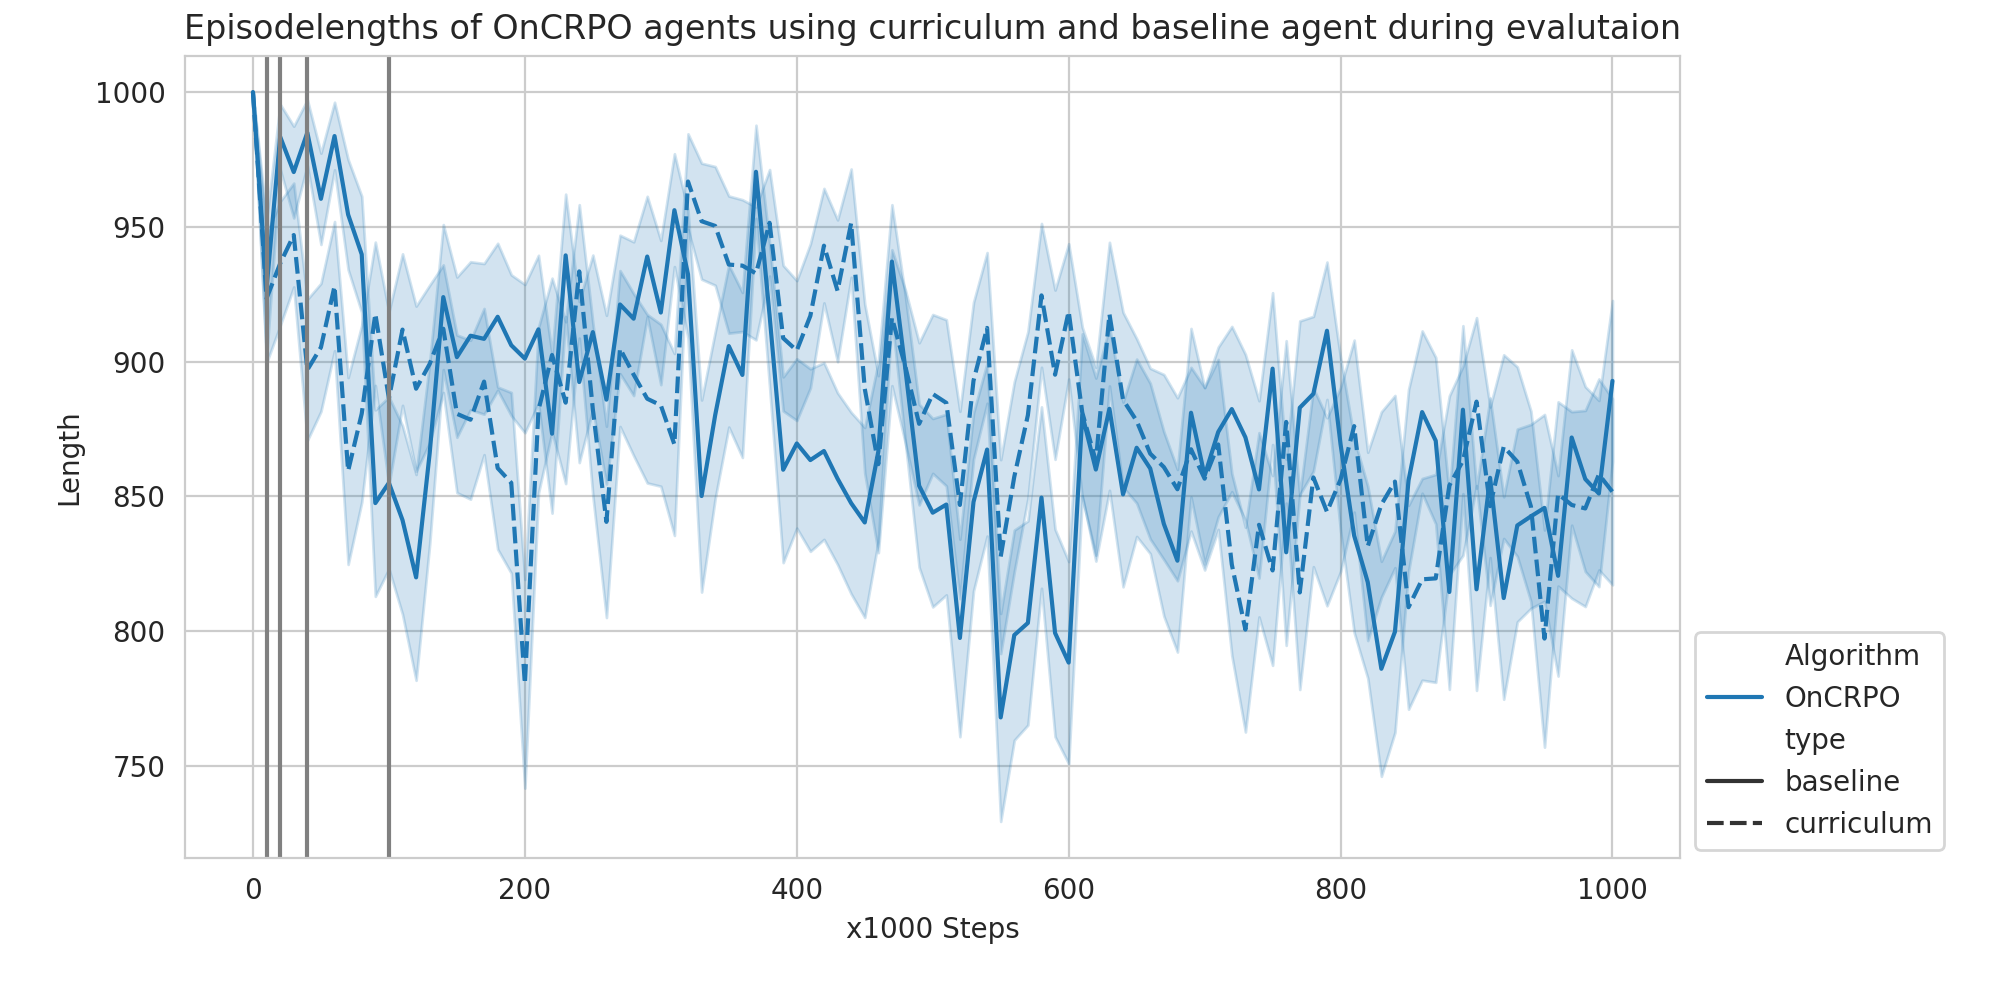 Episodelengths of OnCRPO agents using curriculum and baseline agent during evalutaion
1000
950
900
850
800
750
Length
0 200 400 600 800 1000
x1000 Steps
Algorithm
OnCRPO
type
baseline
curriculum